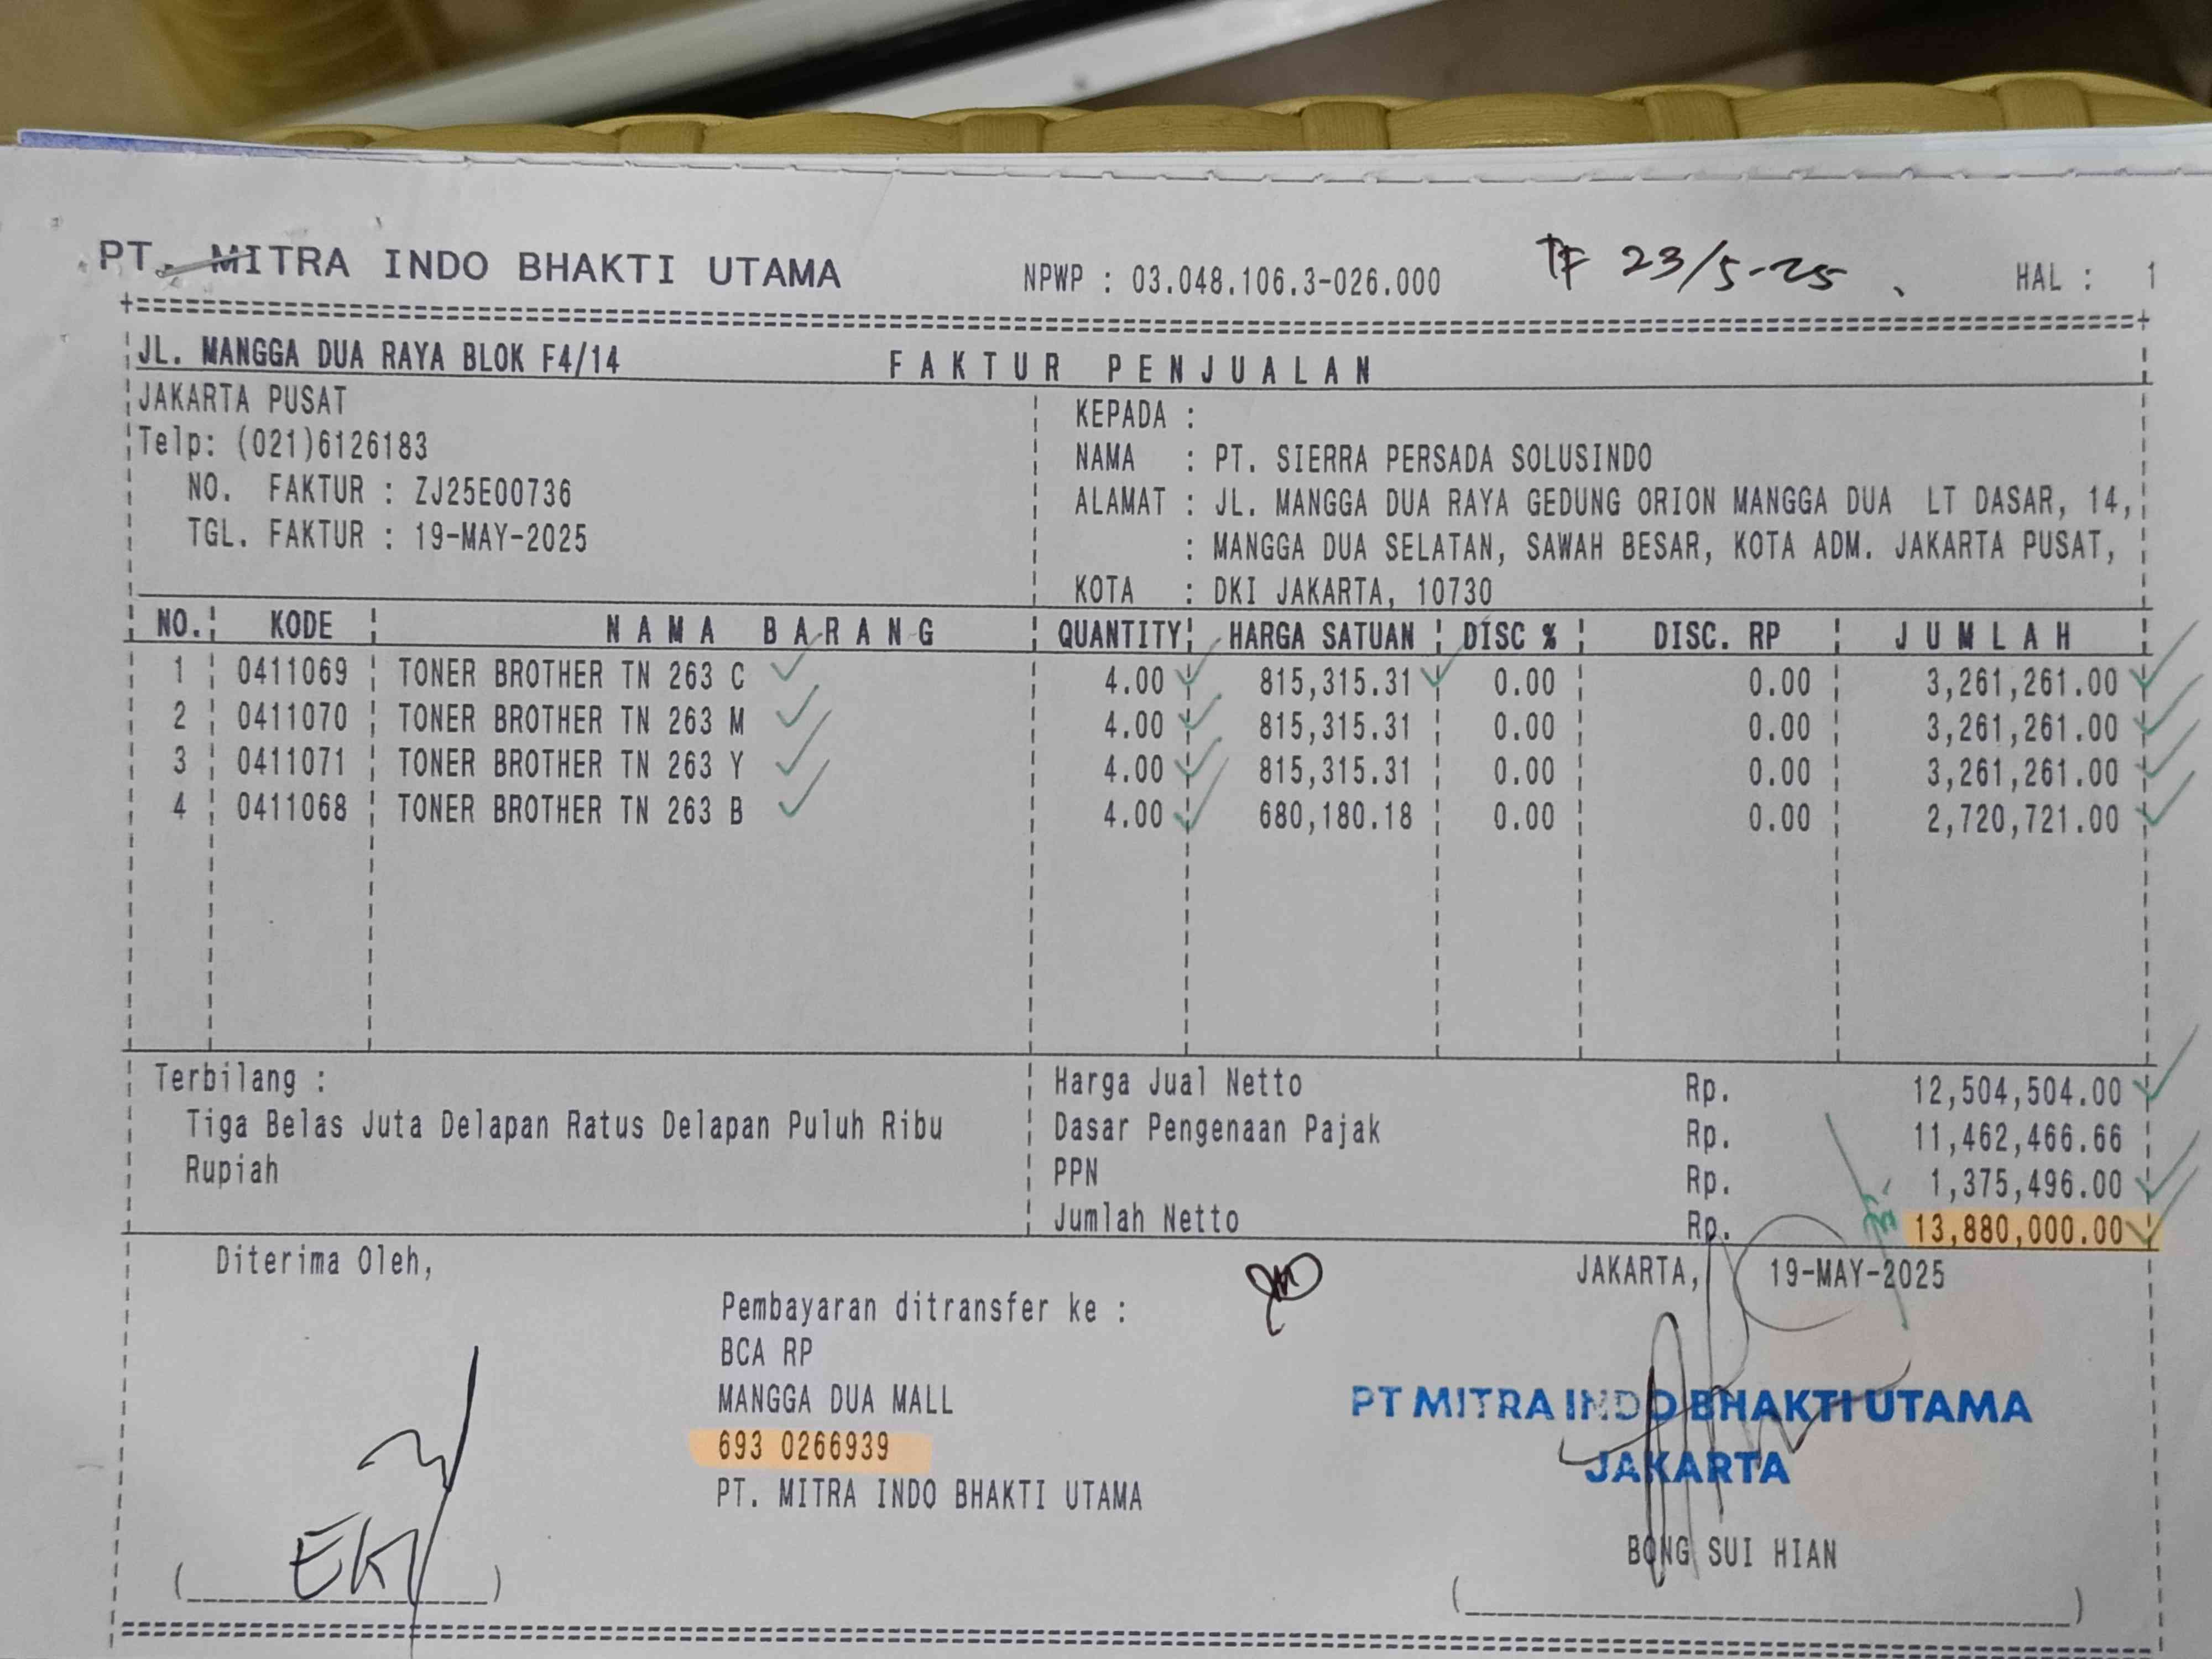 PT. MITRA INDO BHAKTI UTAMA NPWP : 03.048.106.3-026.000 TF 23/5-25 HAL : 1
JL. MANGGA DUA RAYA BLOK F4/14 FAKTUR PENJUALAN
JAKARTA PUSAT
Telp: (021)6126183
NO. FAKTUR : ZJ25E00736
TGL. FAKTUR : 19-MAY-2025
KEPADA :
NAMA : PT. SIERRA PERSADA SOLUSINDO
ALAMAT : JL. MANGGA DUA RAYA GEDUNG ORION MANGGA DUA LT DASAR, 14,
: MANGGA DUA SELATAN, SAWAH BESAR, KOTA ADM. JAKARTA PUSAT,
KOTA : DKI JAKARTA, 10730
NO. KODE NAMA BARANG QUANTITY HARGA SATUAN DISC % DISC. RP JUMLAH
1 0411069 TONER BROTHER TN 263 C 4.00 815,315.31 0.00 0.00 3,261,261.00
2 0411070 TONER BROTHER TN 263 M 4.00 815,315.31 0.00 0.00 3,261,261.00
3 0411071 TONER BROTHER TN 263 Y 4.00 815,315.31 0.00 0.00 3,261,261.00
4 0411068 TONER BROTHER TN 263 B 4.00 680,180.18 0.00 0.00 2,720,721.00
Terbilang :
Tiga Belas Juta Delapan Ratus Delapan Puluh Ribu
Rupiah
Harga Jual Netto Rp. 12,504,504.00
Dasar Pengenaan Pajak Rp. 11,462,466.66
PPN Rp. 1,375,496.00
Jumlah Netto Rp. 13,880,000.00
Diterima Oleh,
EKI
Pembayaran ditransfer ke :
BCA RP
MANGGA DUA MALL
693 0266939
PT. MITRA INDO BHAKTI UTAMA
JAKARTA, 19-MAY-2025
PT MITRA INDO BHAKTI UTAMA
JAKARTA
BONG SUI HIAN